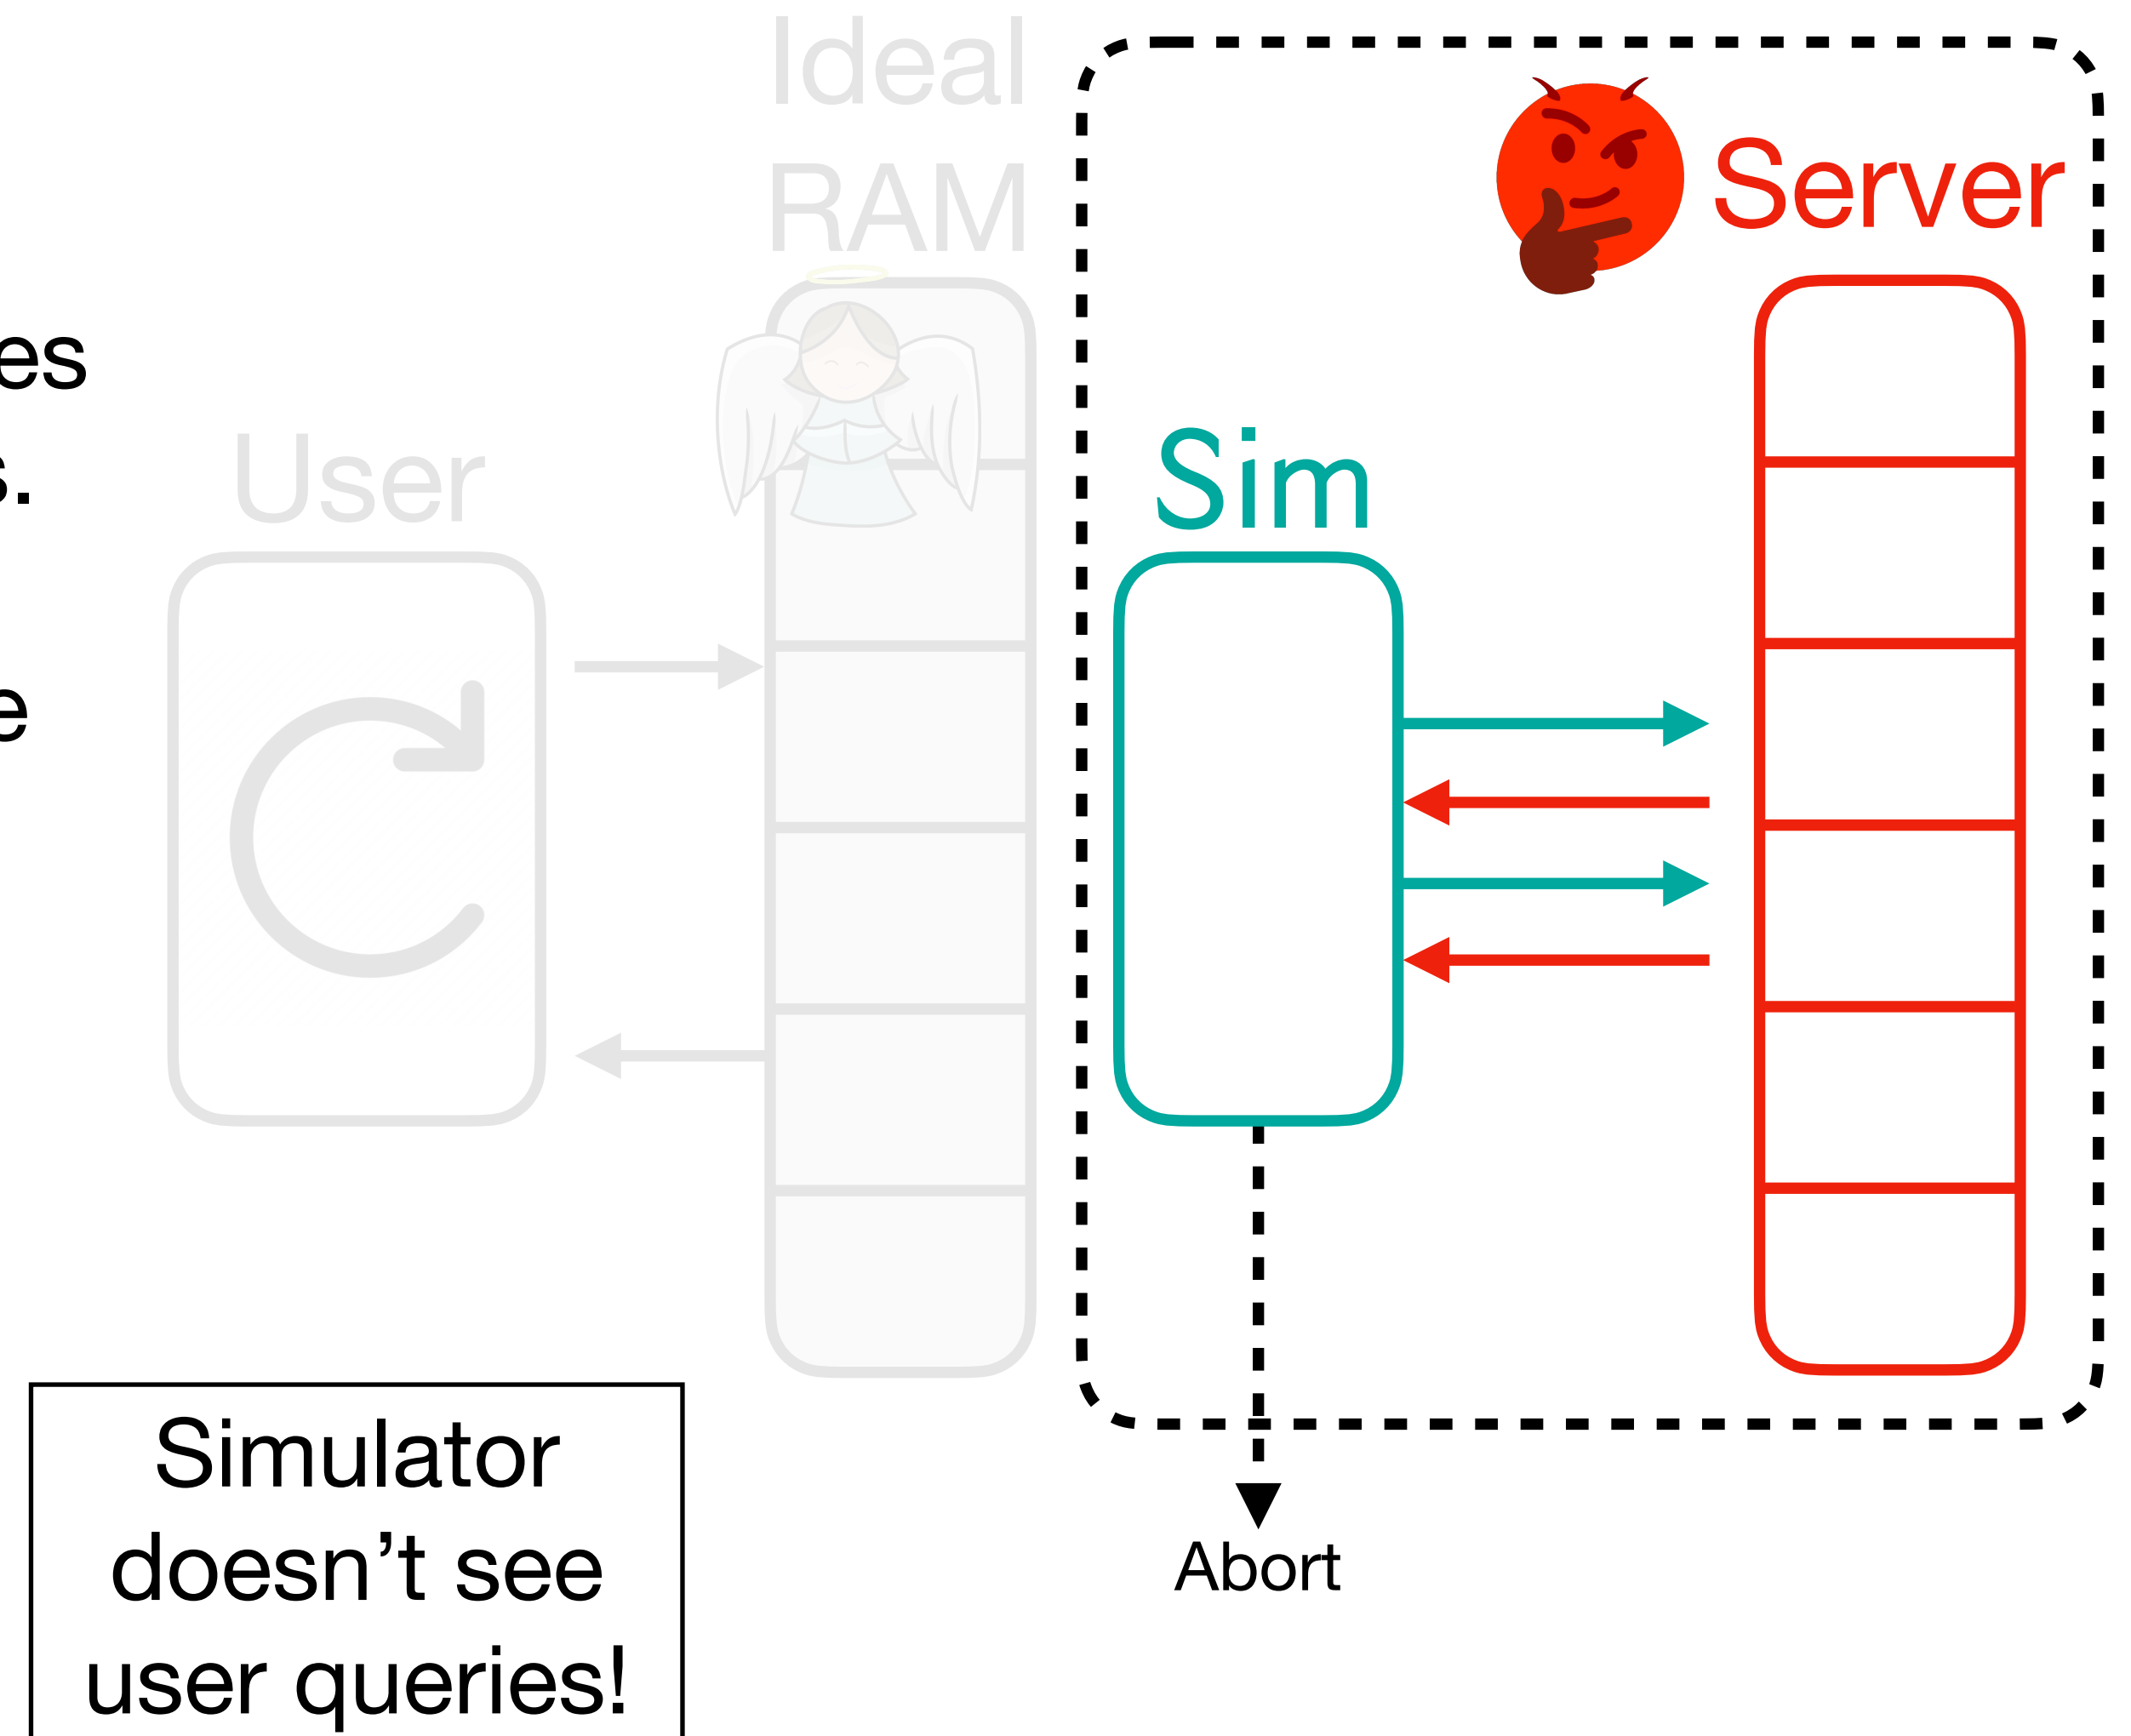 Ideal
RAM
Server
es
s.
User
Sim
e
Simulator
doesn’t see
user queries!
Abort